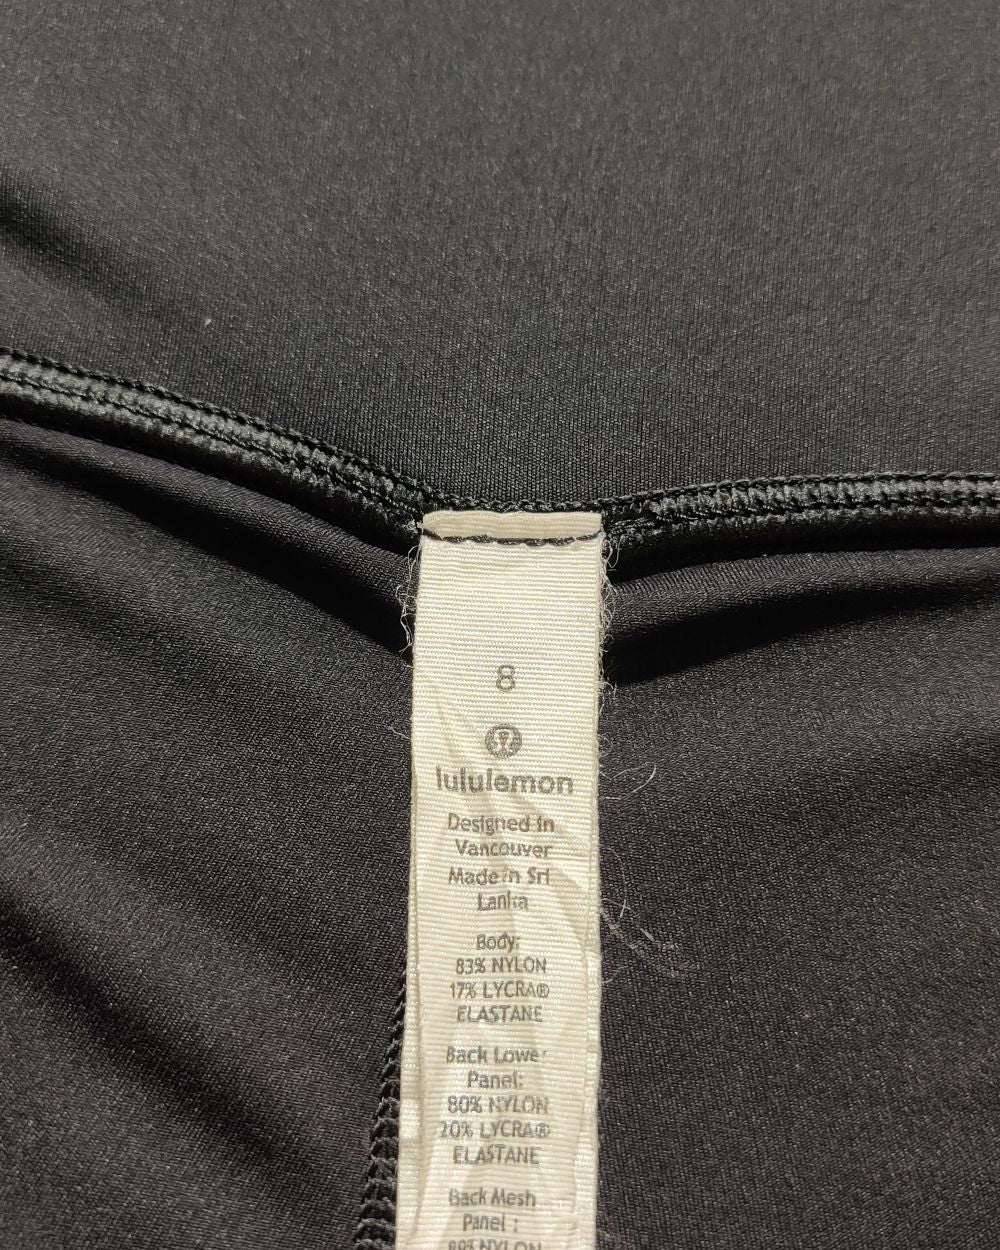 8
lululemon
Designed in
Vancouver
Made in Sri
Lanka
Body:
83% NYLON
17% LYCRA®
ELASTANE
Back Lower
Panel:
80% NYLON
20% LYCRA®
ELASTANE
Back Mesh
Panel :
NYLON